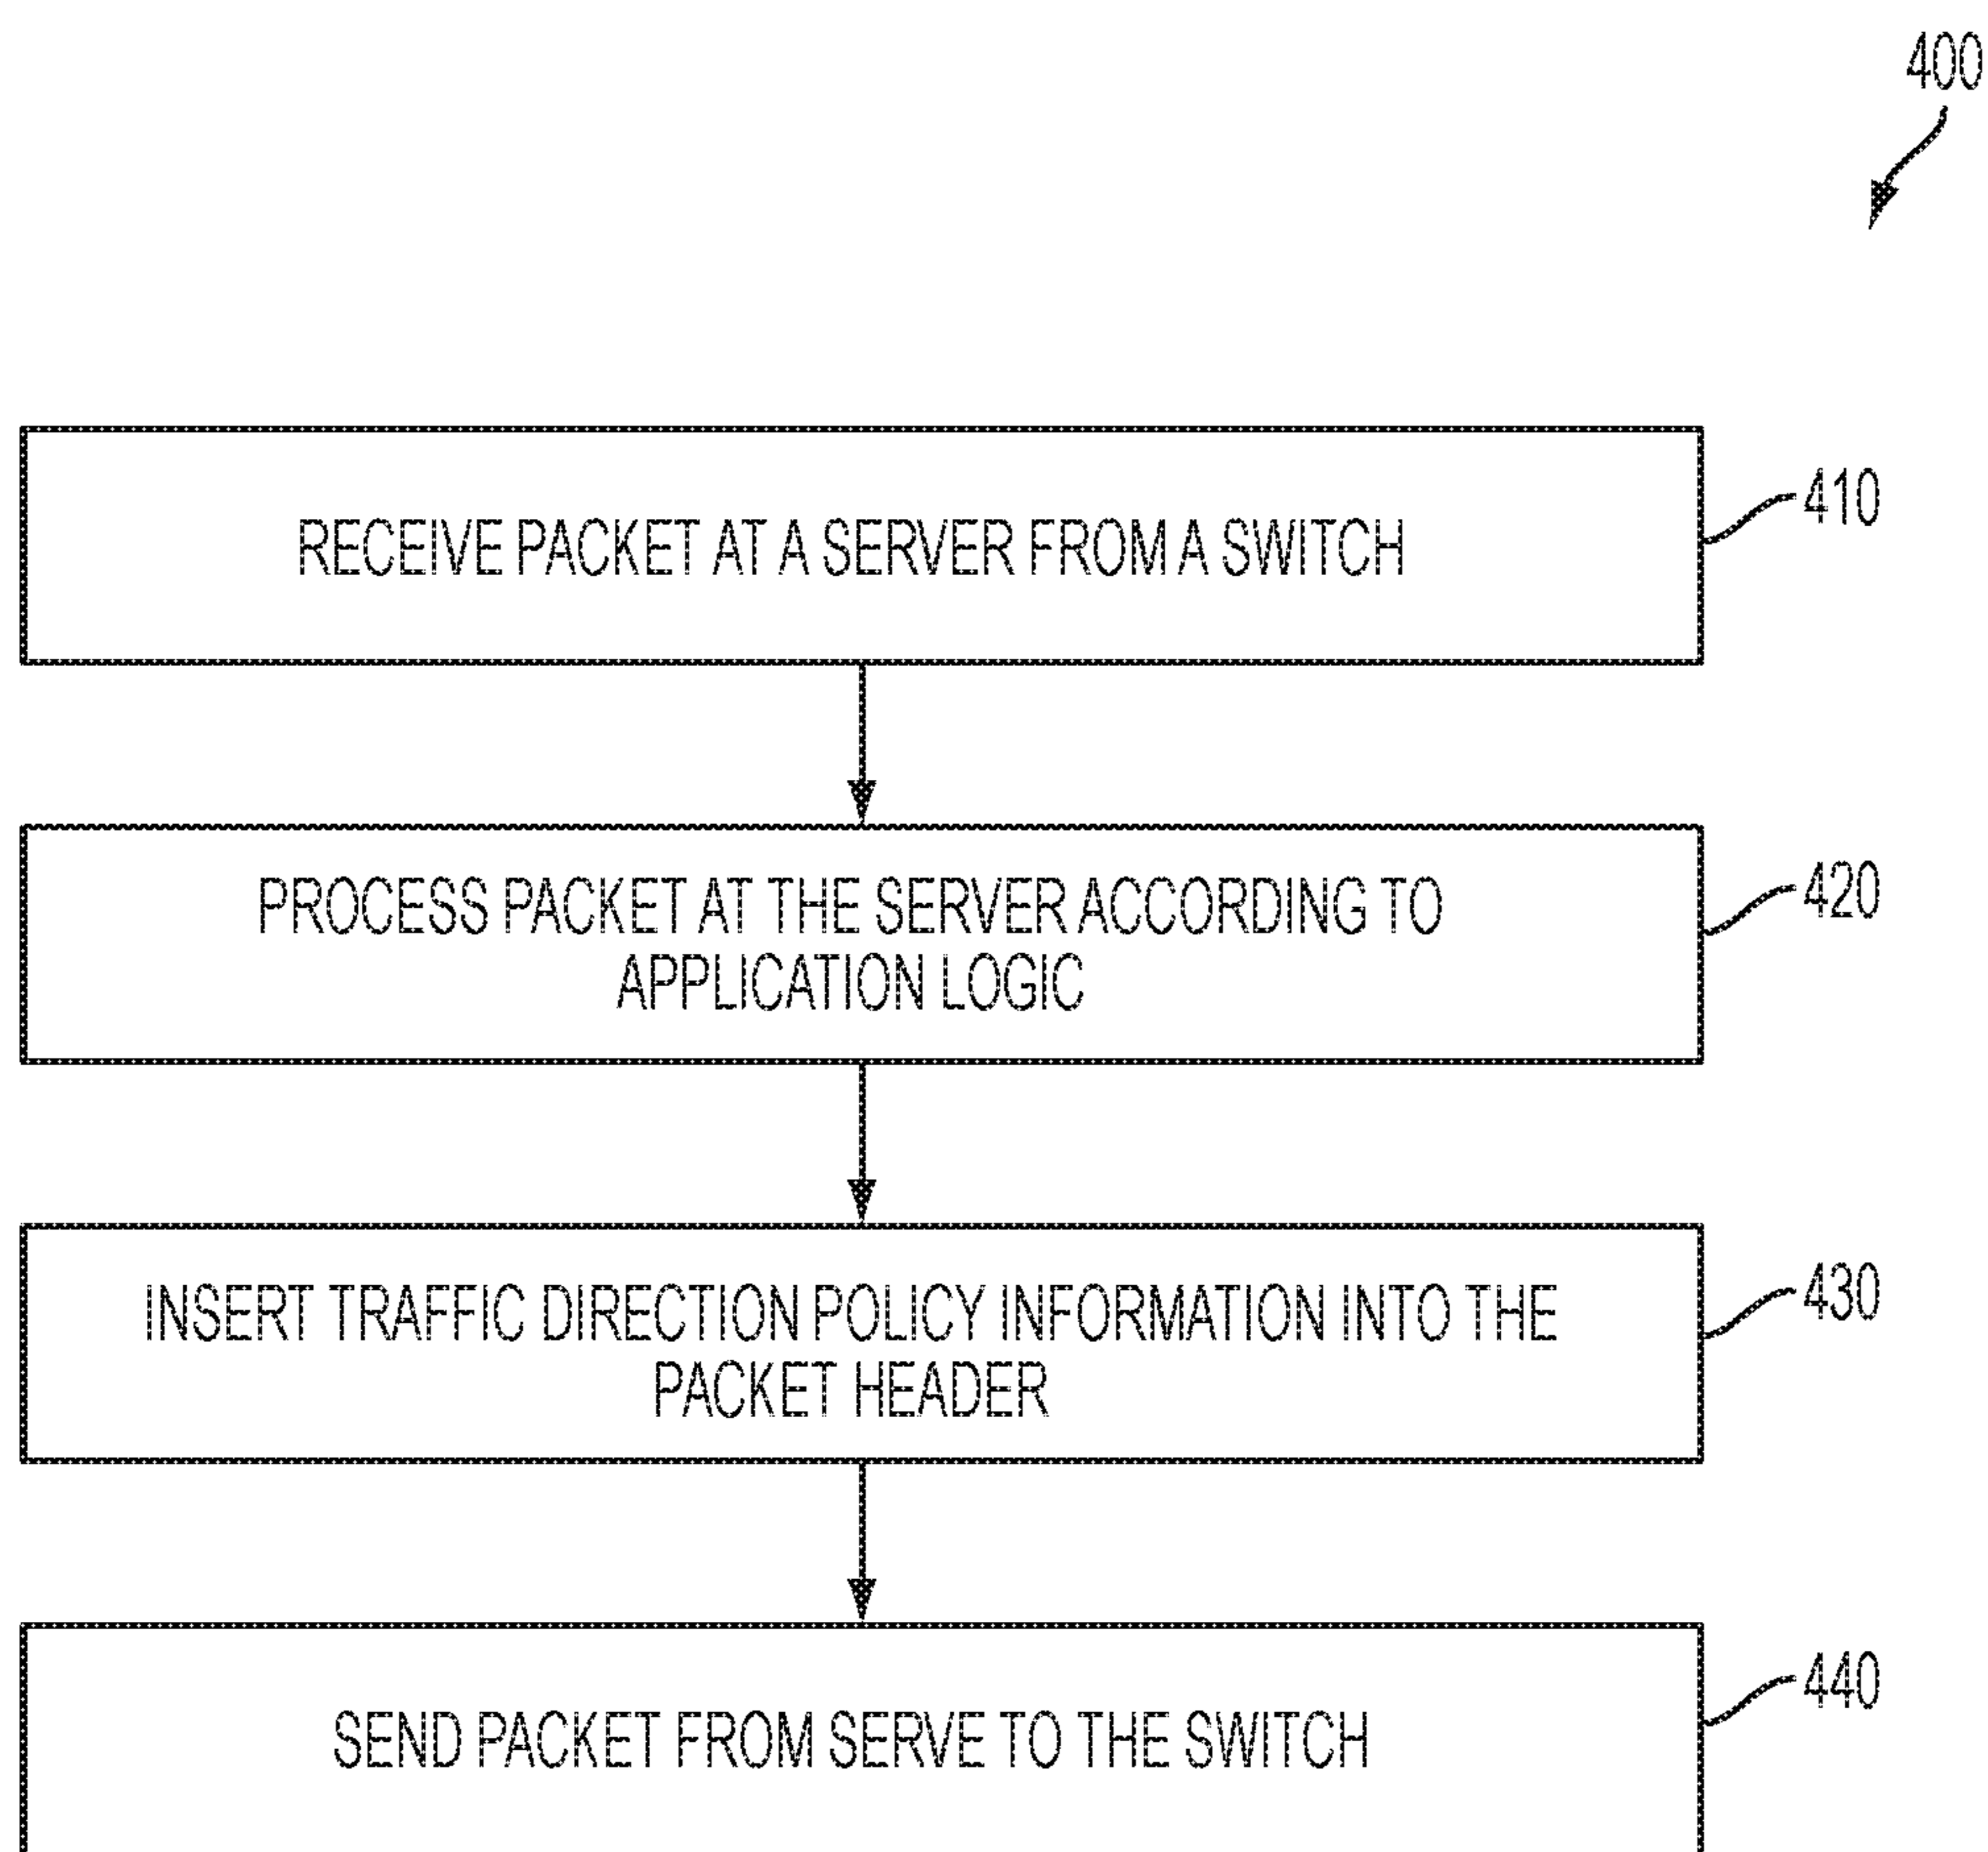 400
RECEIVE PACKET AT A SERVER FROM A SWITCH
410
PROCESS PACKET AT THE SERVER ACCORDING TO
APPLICATION LOGIC
420
INSERT TRAFFIC DIRECTION POLICY INFORMATION INTO THE
PACKET HEADER
430
SEND PACKET FROM SERVE TO THE SWITCH
440